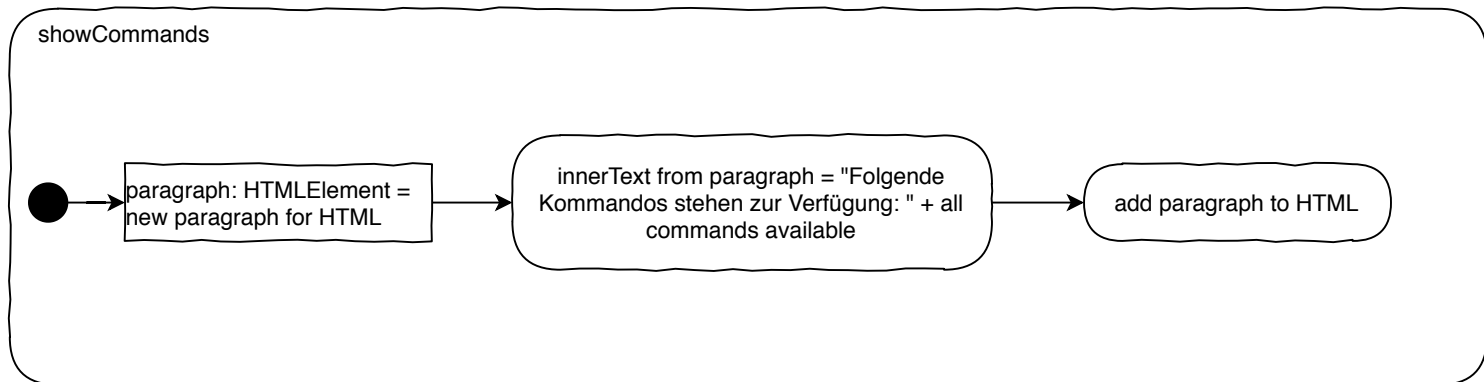 showCommands
paragraph: HTMLElement =
new paragraph for HTML
innerText from paragraph = "Folgende
Kommandos stehen zur Verfügung: " + all
commands available
add paragraph to HTML